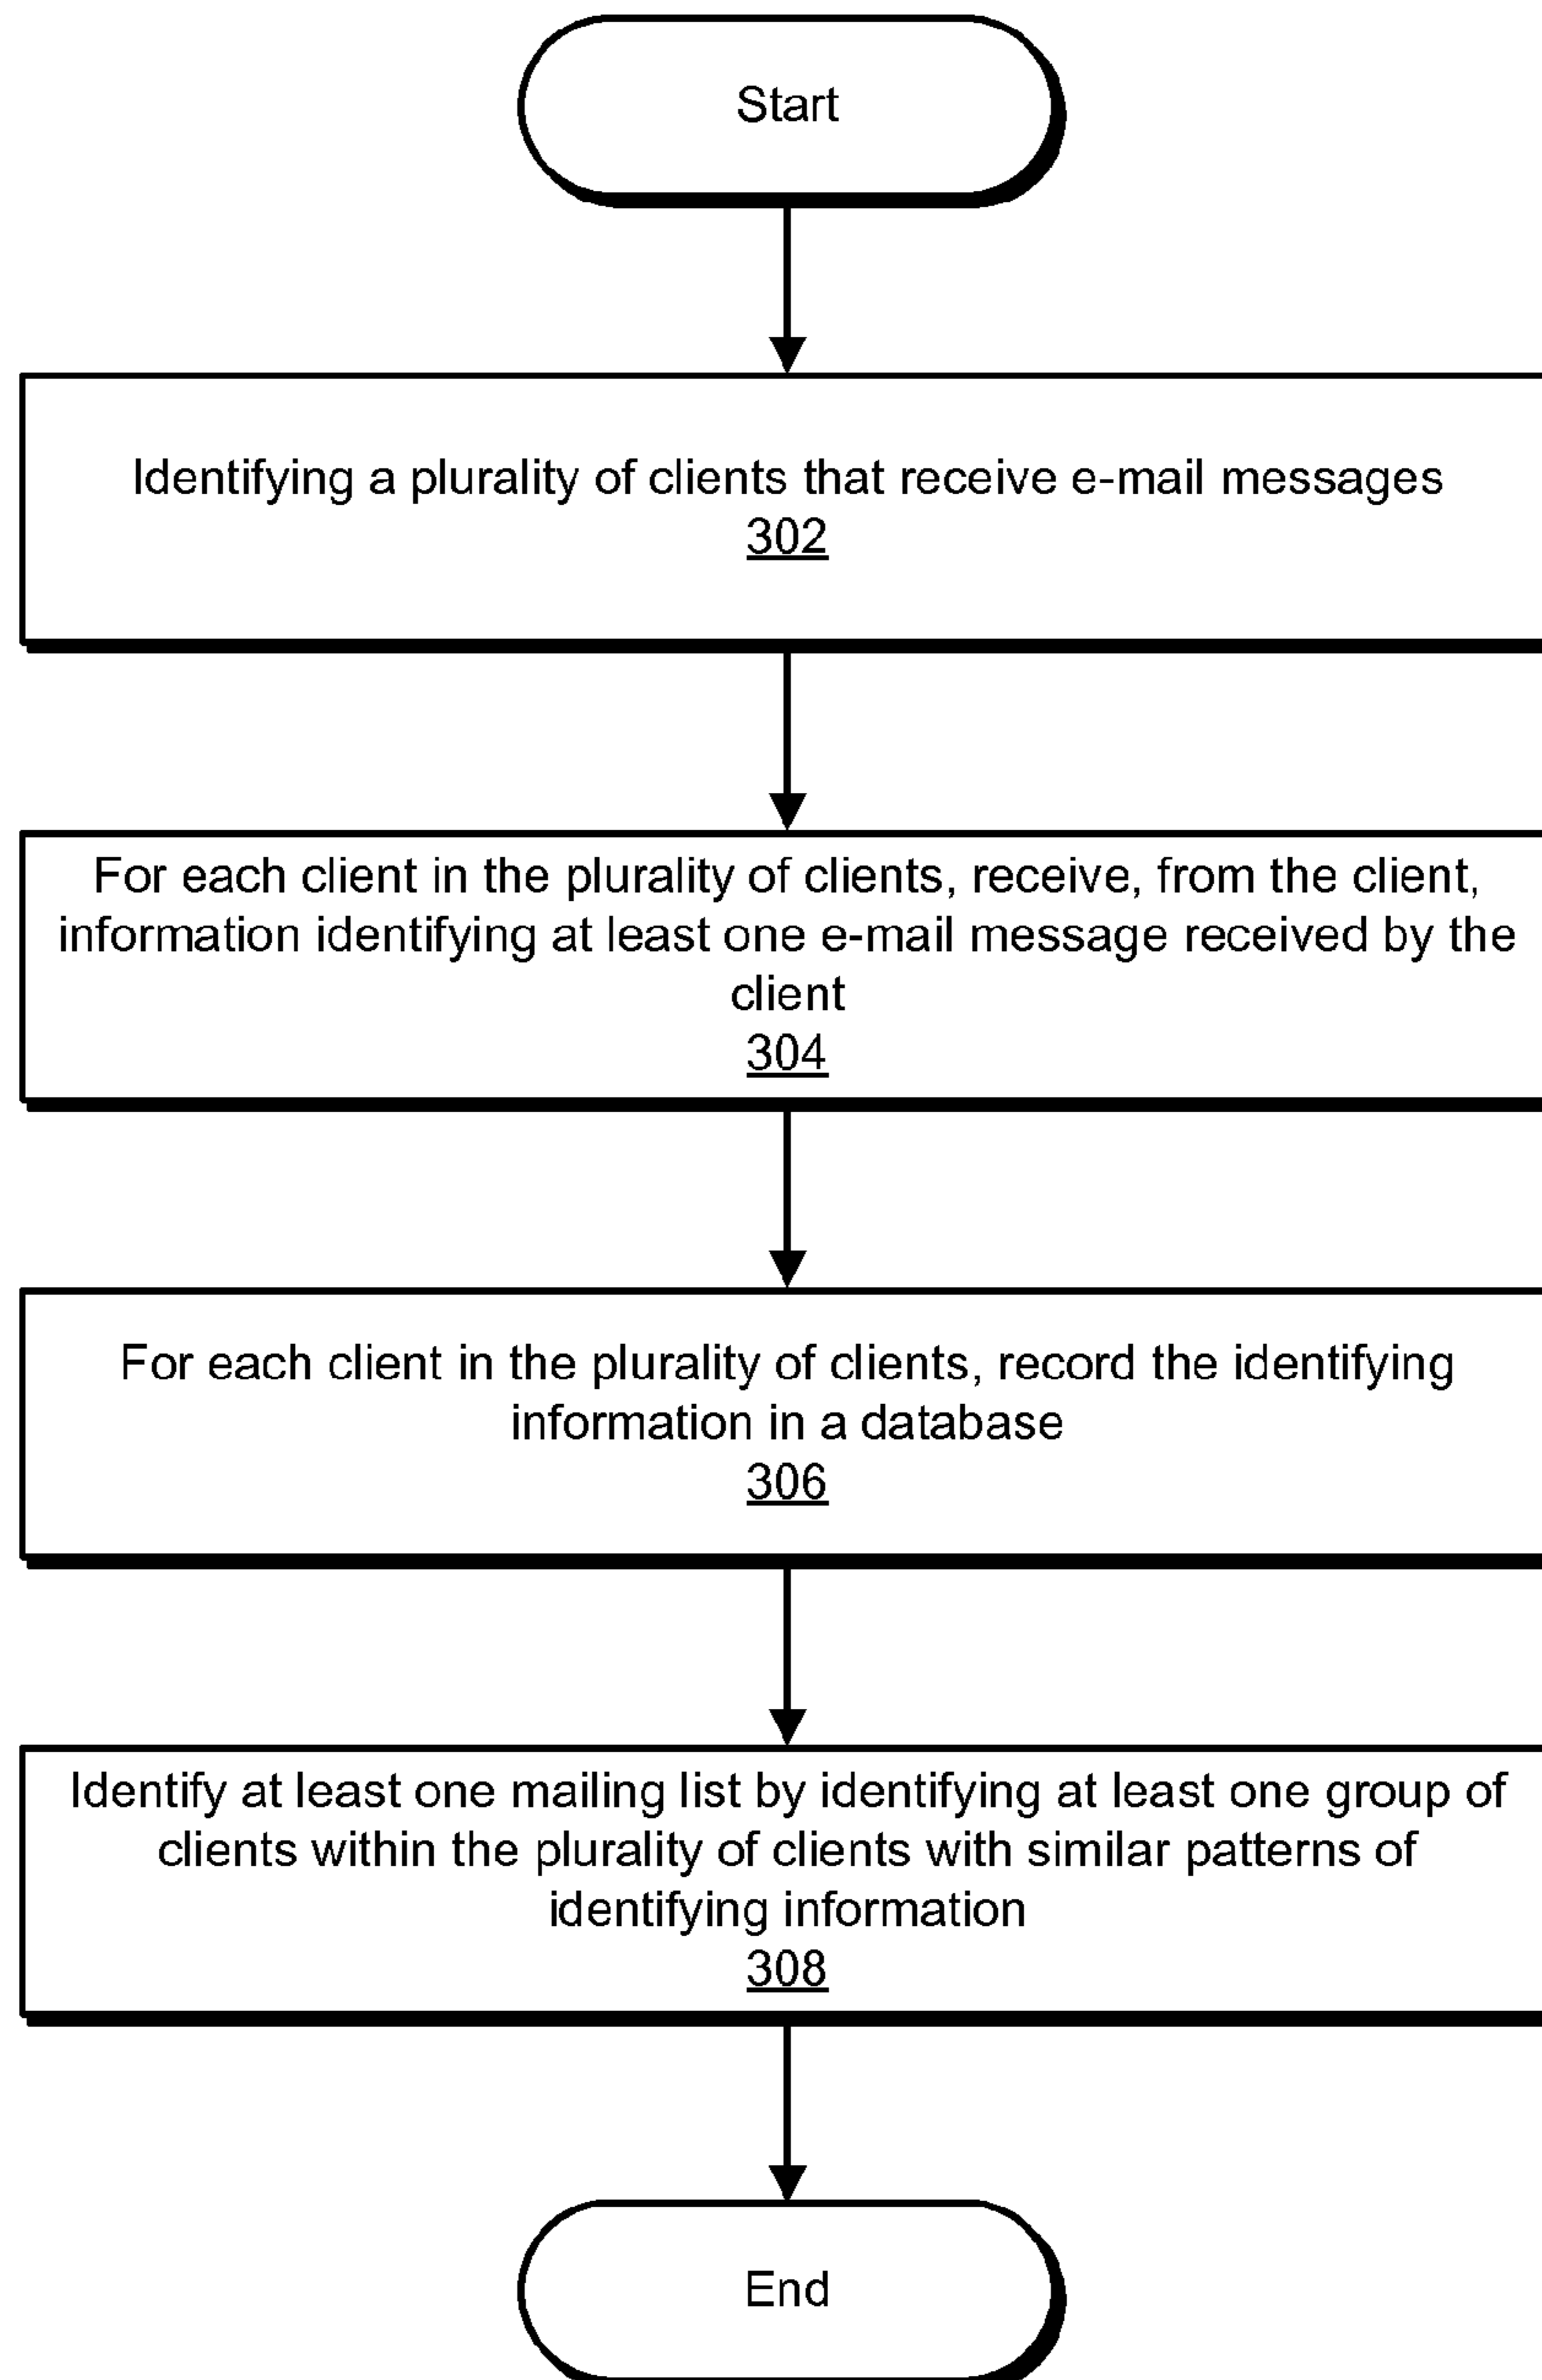 Start
Identifying a plurality of clients that receive e-mail messages
302
For each client in the plurality of clients, receive, from the client,
information identifying at least one e-mail message received by the
client
304
For each client in the plurality of clients, record the identifying
information in a database
306
Identify at least one mailing list by identifying at least one group of
clients within the plurality of clients with similar patterns of
identifying information
308
End